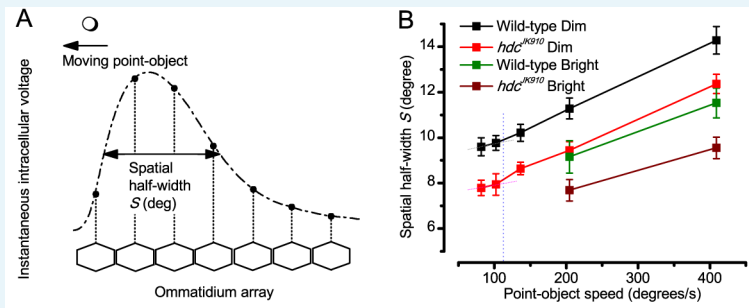 A
Moving point-object
Instantaneous intracellular voltage
Spatial
half-width
S (deg)
Ommatidium array
B
Wild-type Dim
hdcJK910 Dim
Wild-type Bright
hdcJK910 Bright
Spatial half-width S (degree)
14
12
10
8
6
100
200
300
400
Point-object speed (degrees/s)